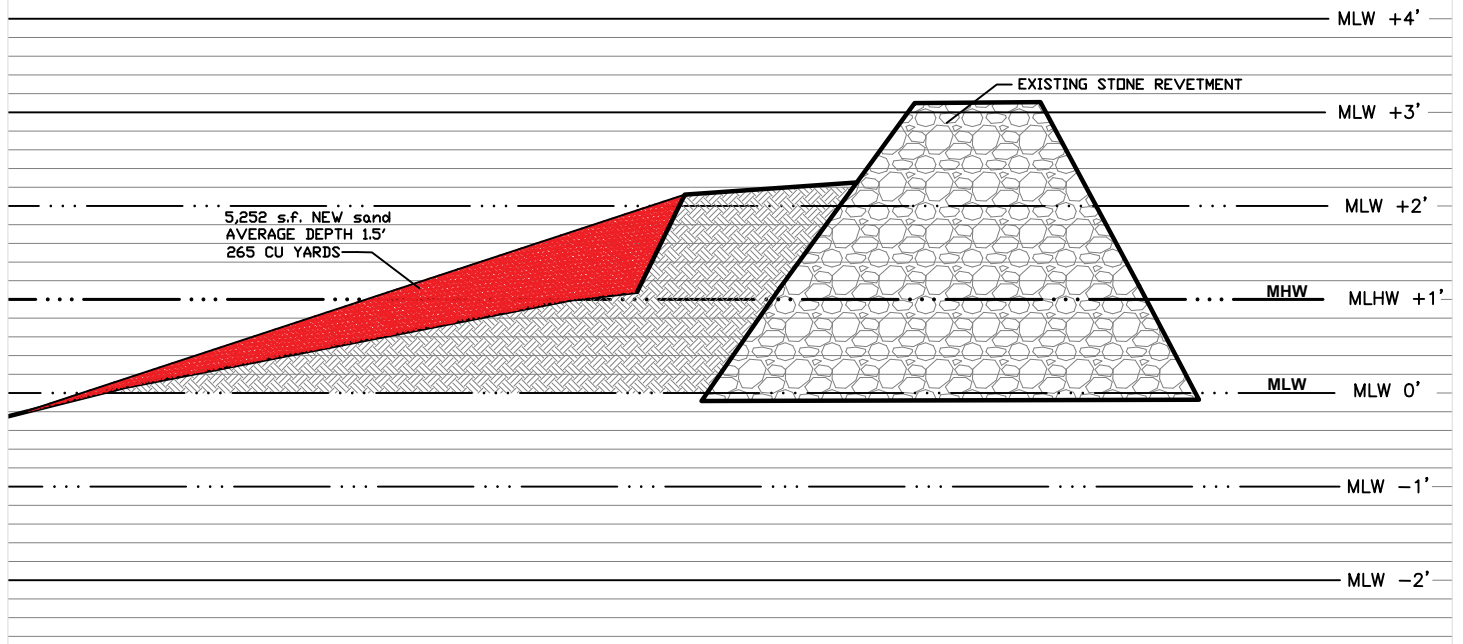 MLW +4'
EXISTING STONE REVETMENT
MLW +3'
MLW +2'
5,252 s.f. NEW sand
AVERAGE DEPTH 1.5'
265 CU YARDS
MHW
MLHW +1'
MLW
MLW 0'
MLW -1'
MLW -2'